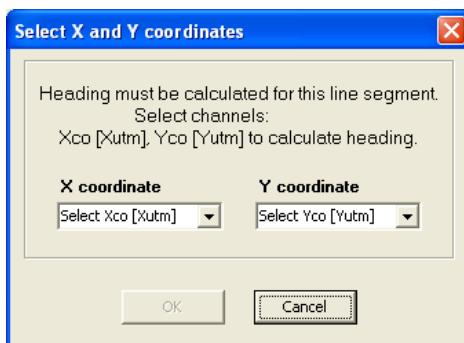 Select X and Y coordinates
Heading must be calculated for this line segment.
Select channels:
Xco [Xutm], Yco [Yutm] to calculate heading.
X coordinate Y coordinate
Select Xco [Xutm] Select Yco [Yutm]
OK Cancel